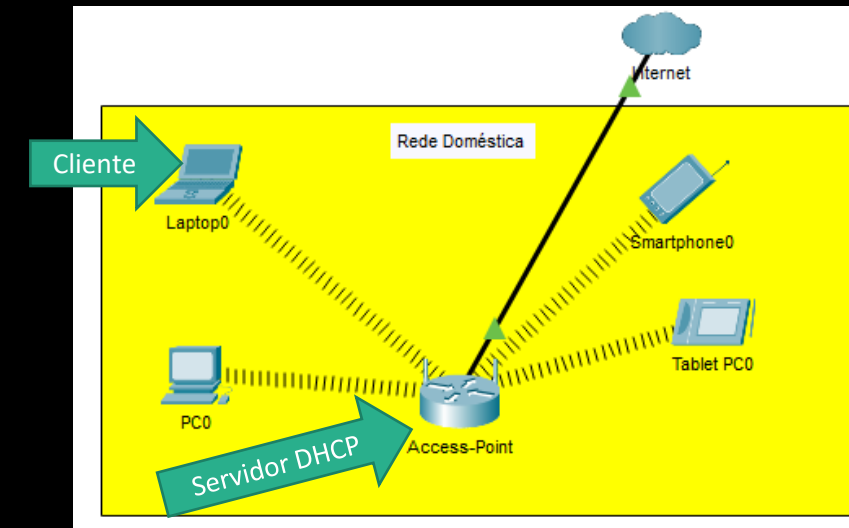 Internet
Rede Doméstica
Cliente
Laptop0
Smartphone0
Tablet PC0
PC0
Access-Point
Servidor DHCP